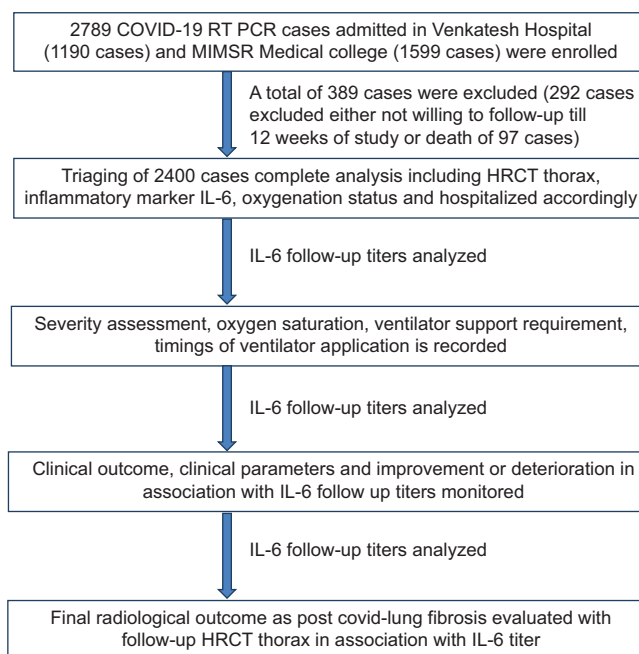 2789 COVID-19 RT PCR cases admitted in Venkatesh Hospital
(1190 cases) and MIMSR Medical college (1599 cases) were enrolled
A total of 389 cases were excluded (292 cases
excluded either not willing to follow-up till
12 weeks of study or death of 97 cases)
Triaging of 2400 cases complete analysis including HRCT thorax,
inflammatory marker IL-6, oxygenation status and hospitalized accordingly
IL-6 follow-up titers analyzed
Severity assessment, oxygen saturation, ventilator support requirement,
timings of ventilator application is recorded
IL-6 follow-up titers analyzed
Clinical outcome, clinical parameters and improvement or deterioration in
association with IL-6 follow up titers monitored
IL-6 follow-up titers analyzed
Final radiological outcome as post covid-lung fibrosis evaluated with
follow-up HRCT thorax in association with IL-6 titer